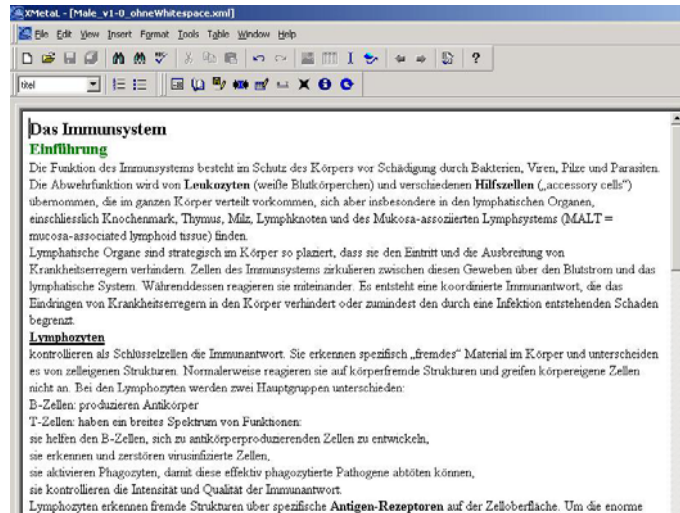 XMetaL - [Male_v1-0_ohneWhitespace.xml]
File Edit View Insert Format Tools Table Window Help
titel
Das Immunsystem
Einführung
Die Funktion des Immunsystems besteht im Schutz des Körpers vor Schädigung durch Bakterien, Viren, Pilze und Parasiten.
Die Abwehrfunktion wird von Leukozyten (weiße Blutkörperchen) und verschiedenen Hilfszellen („accessory cells“)
übernommen, die im ganzen Körper verteilt vorkommen, sich aber insbesondere in den lymphatischen Organen,
einschliesslich Knochenmark, Thymus, Milz, Lymphknoten und des Mukosa-assoziierten Lymphsystems (MALT =
mucosa-associated lymphoid tissue) finden.
Lymphatische Organe sind strategisch im Körper so plaziert, dass sie den Eintritt und die Ausbreitung von
Krankheitserregern verhindern. Zellen des Immunsystems zirkulieren zwischen diesen Geweben über den Blutstrom und das
lymphatische System. Währenddessen reagieren sie miteinander. Es entsteht eine koordinierte Immunantwort, die das
Eindringen von Krankheitserregern in den Körper verhindert oder zumindest den durch eine Infektion entstehenden Schaden
begrenzt.
Lymphozyten
kontrollieren als Schlüsselzellen die Immunantwort. Sie erkennen spezifisch „fremdes“ Material im Körper und unterscheiden
es von zelleigenen Strukturen. Normalerweise reagieren sie auf körperfremde Strukturen und greifen körpereigene Zellen
nicht an. Bei den Lymphozyten werden zwei Hauptgruppen unterschieden:
B-Zellen: produzieren Antikörper
T-Zellen: haben ein breites Spektrum von Funktionen:
sie helfen den B-Zellen, sich zu antikörperproduzierenden Zellen zu entwickeln,
sie erkennen und zerstören virusinfizierte Zellen,
sie aktivieren Phagozyten, damit diese effektiv phagozytierte Pathogene abtöten können,
sie kontrollieren die Intensität und Qualität der Immunantwort.
Lymphozyten erkennen fremde Strukturen über spezifische Antigen-Rezeptoren auf der Zelloberfläche. Um die enorme